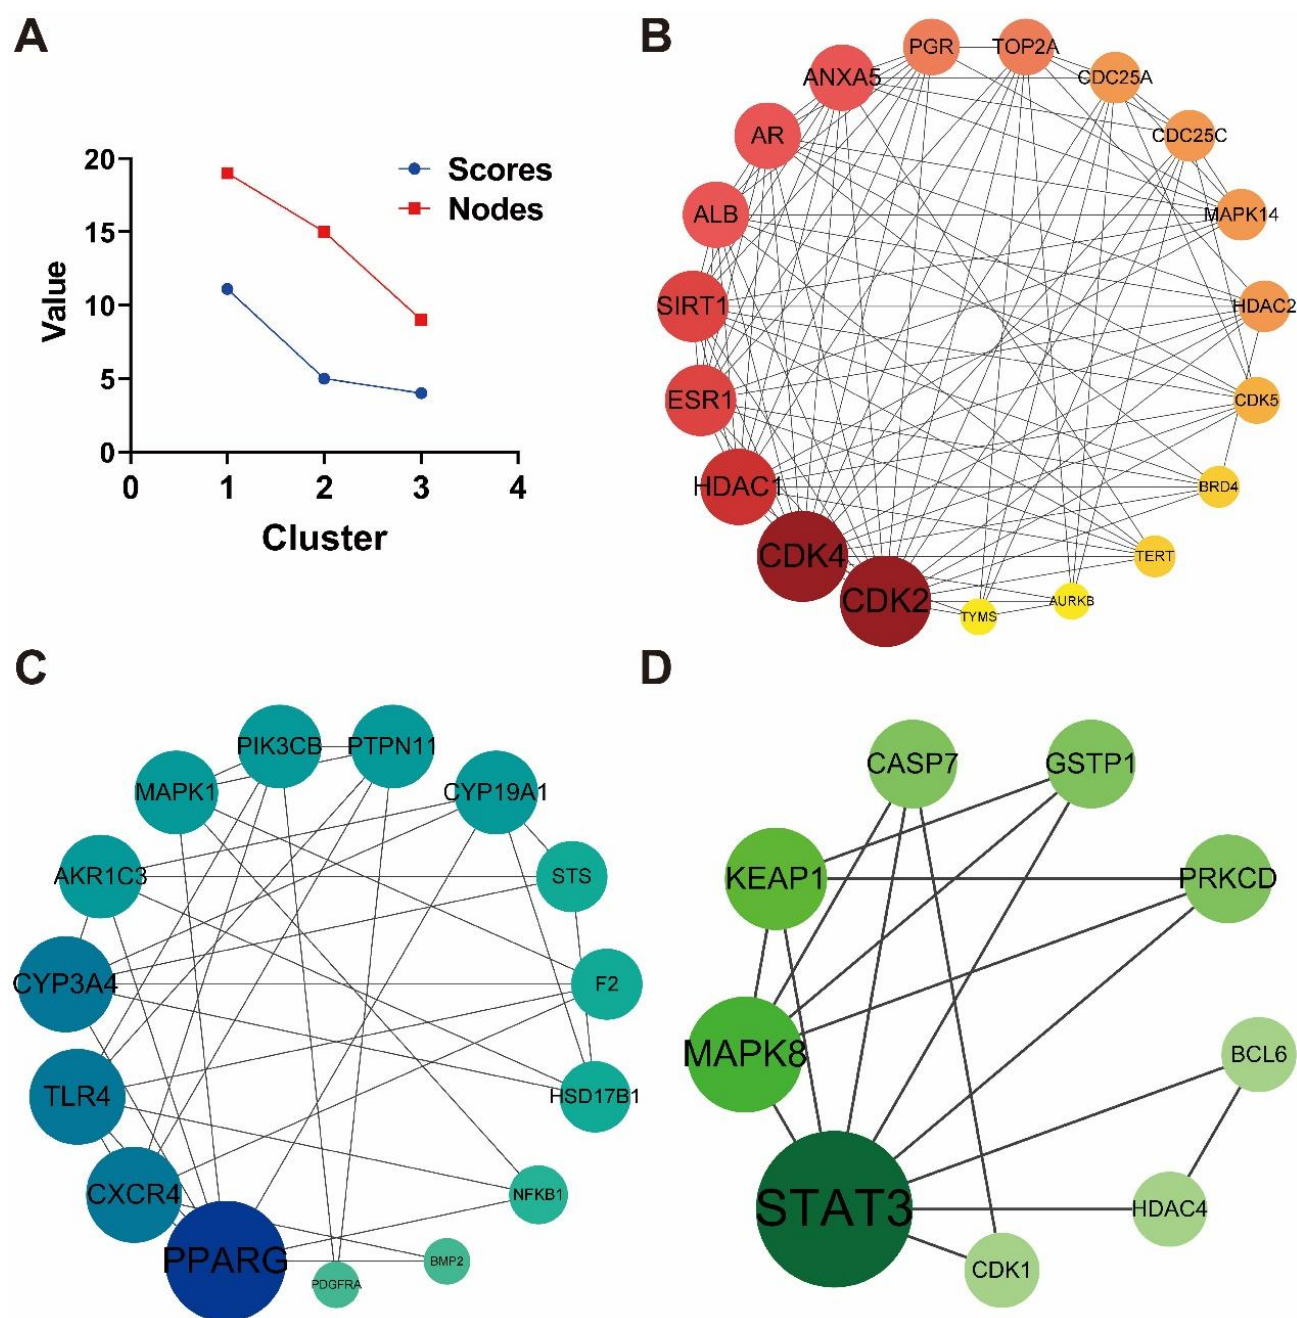 A
20
15
10
5
0
Value
0 1 2 3 4
Cluster
Scores
Nodes
B
PGR
TOP2A
ANXA5
CDC25A
AR
CDC25C
ALB
MAPK14
SIRT1
HDAC2
ESR1
CDK5
HDAC1
BRD4
CDK4
TERT
CDK2
AURKB
TYMS
C
PIK3CB
PTPN11
MAPK1
CYP19A1
AKR1C3
STS
CYP3A4
F2
TLR4
HSD17B1
CXCR4
NFKB1
PPARG
BMP2
PDGFRA
D
CASP7
GSTP1
KEAP1
PRKCD
MAPK8
BCL6
STAT3
HDAC4
CDK1